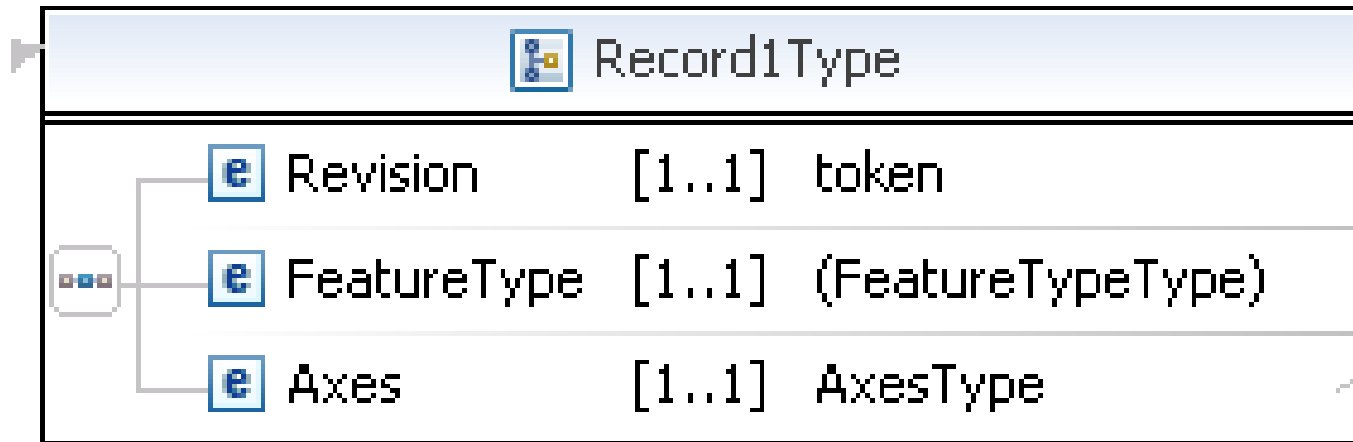 Record1Type
e Revision [1..1] token
e FeatureType [1..1] (FeatureTypeType)
e Axes [1..1] AxesType